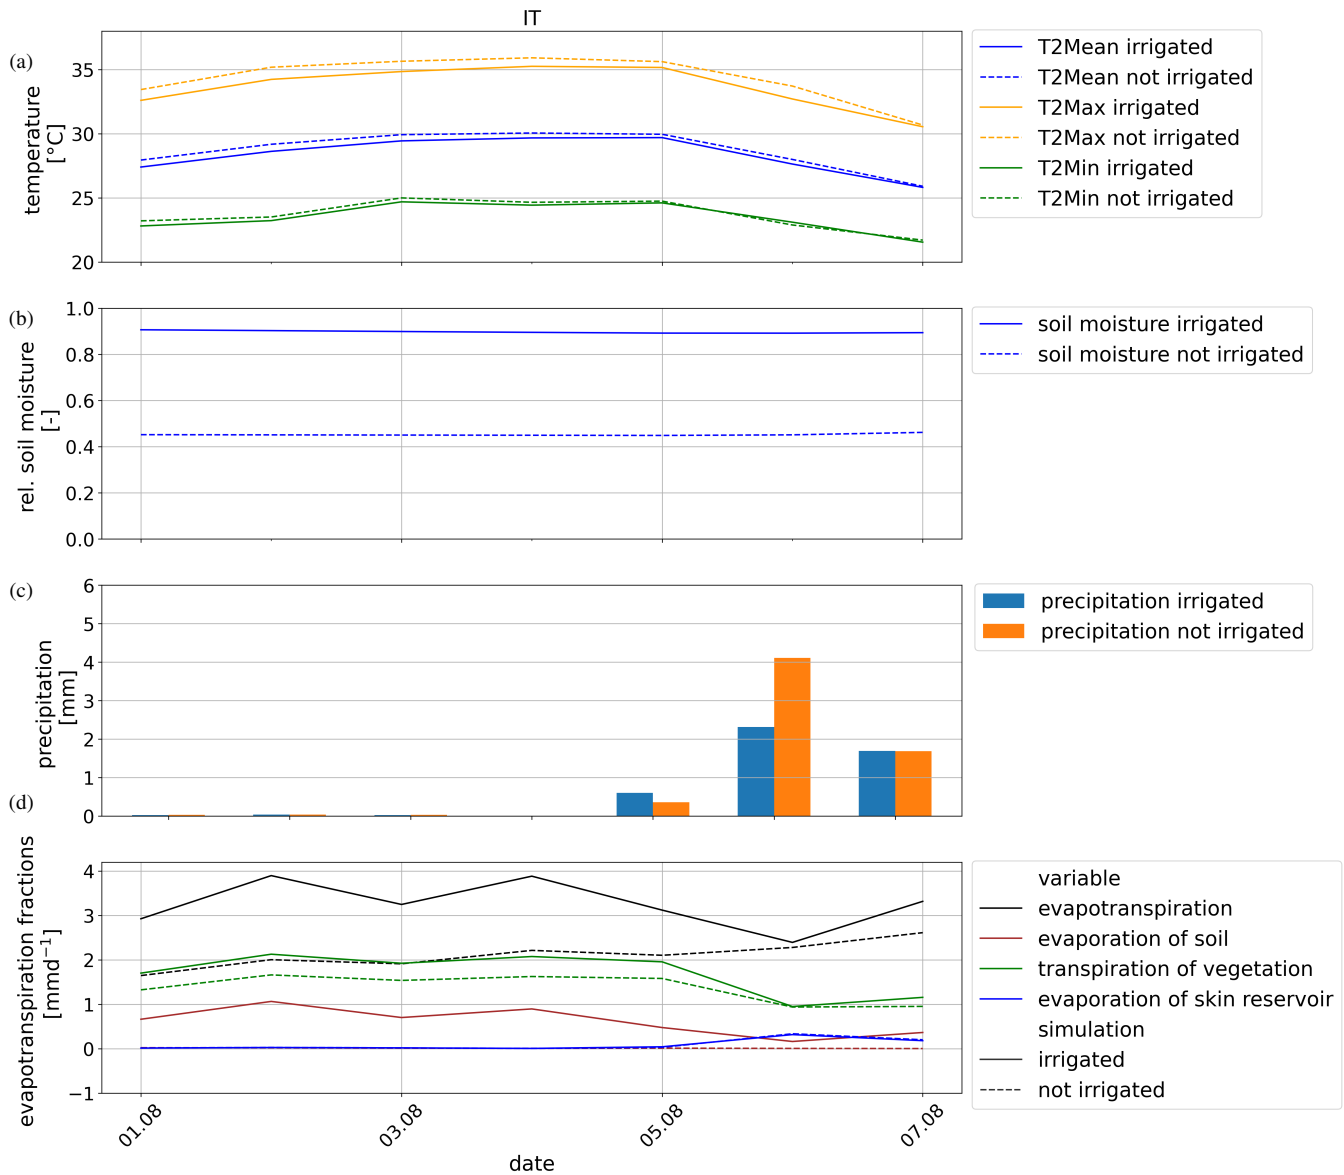 IT
(a)
temperature
[°C]
35
30
25
20
T2Mean irrigated
T2Mean not irrigated
T2Max irrigated
T2Max not irrigated
T2Min irrigated
T2Min not irrigated
(b)
rel. soil moisture
[-]
1.0
0.8
0.6
0.4
0.2
0.0
soil moisture irrigated
soil moisture not irrigated
(c)
precipitation
[mm]
6
5
4
3
2
1
0
precipitation irrigated
precipitation not irrigated
(d)
evapotranspiration fractions
[mmd⁻¹]
4
3
2
1
0
−1
variable
evapotranspiration
evaporation of soil
transpiration of vegetation
evaporation of skin reservoir
simulation
irrigated
not irrigated
01.08
03.08
05.08
07.08
date